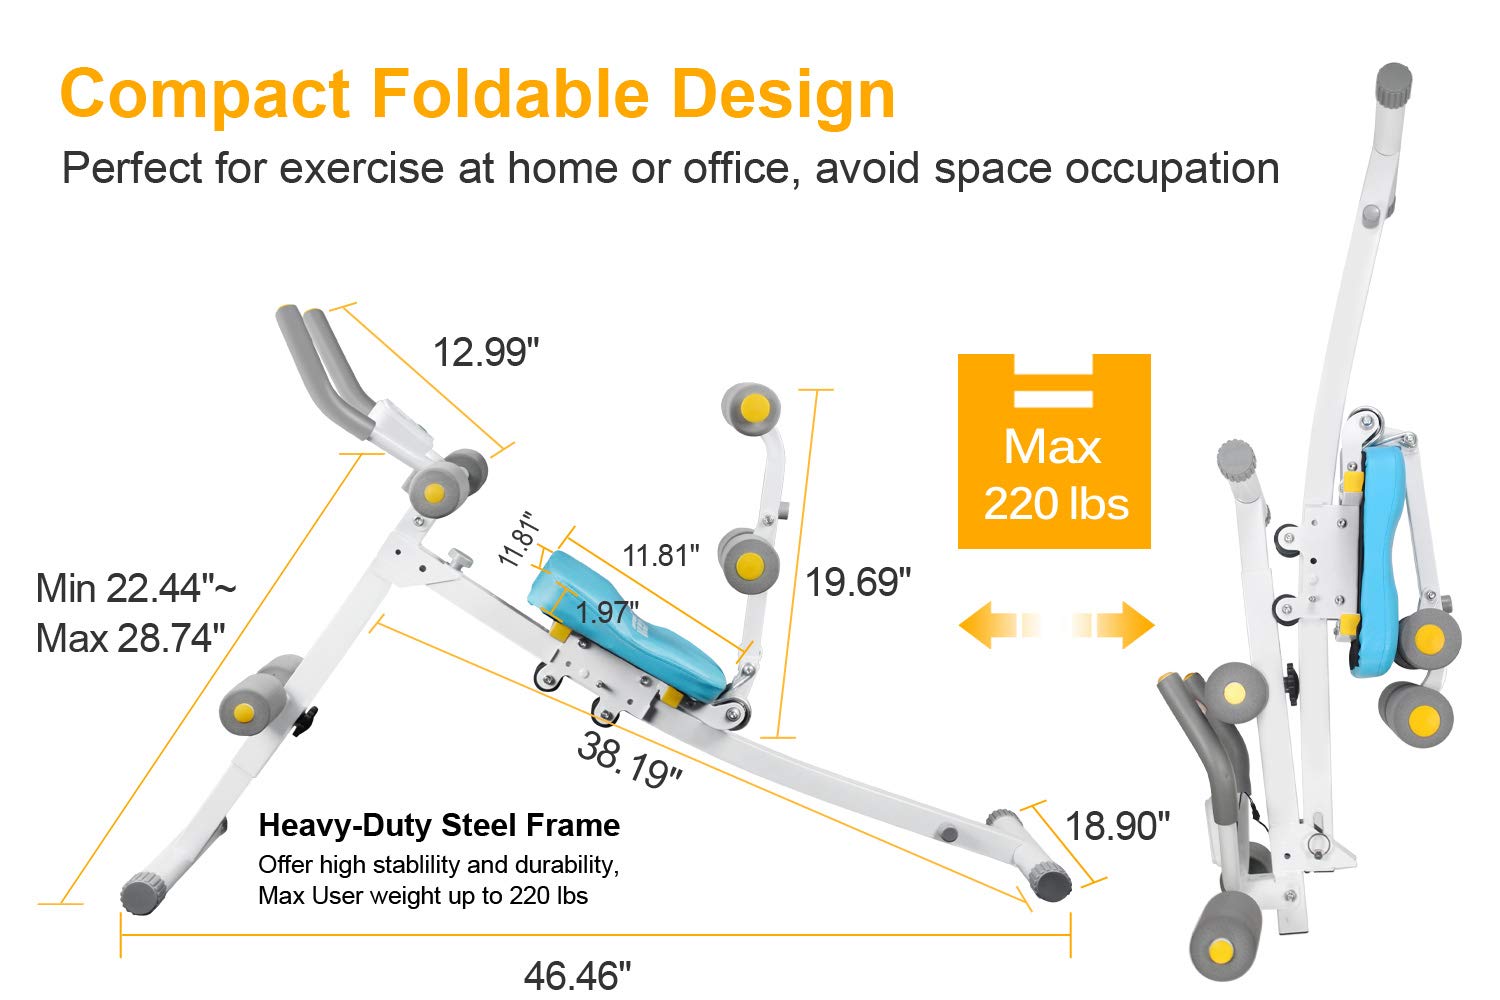 Compact Foldable Design
Perfect for exercise at home or office, avoid space occupation
12.99"
Max
220 lbs
11.81"
11.81"
19.69"
Min 22.44"~
Max 28.74"
1.97"
38.19"
Heavy-Duty Steel Frame
Offer high stablility and durability,
Max User weight up to 220 lbs
18.90"
46.46"